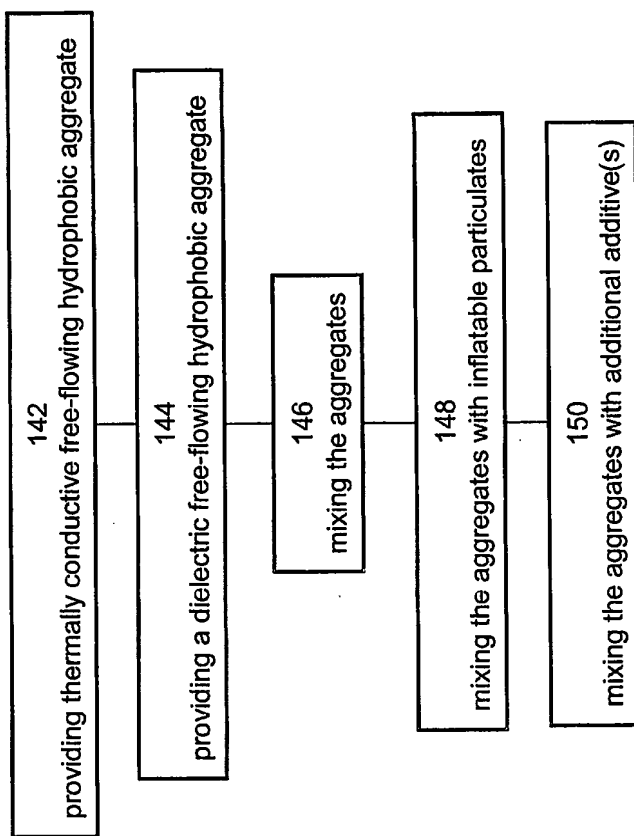 142
providing thermally conductive free-flowing hydrophobic aggregate
144
providing a dielectric free-flowing hydrophobic aggregate
146
mixing the aggregates
148
mixing the aggregates with inflatable particulates
150
mixing the aggregates with additional additive(s)